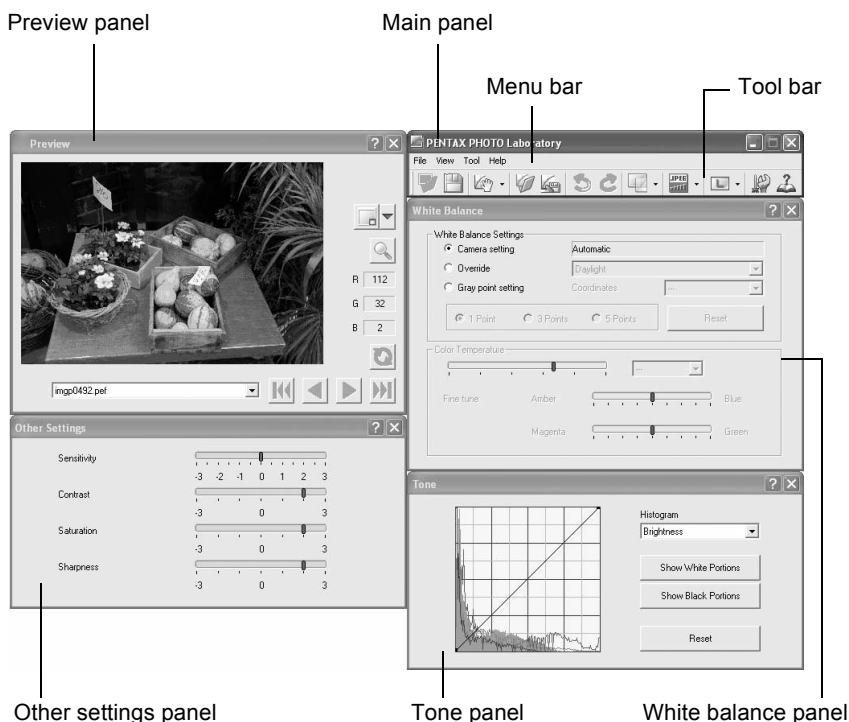 Preview panel
Main panel
Menu bar
Tool bar
Preview
R 112
G 32
B 2
imgp0492.pef
PENTAX PHOTO Laboratory
File View Tool Help
JPEG
White Balance
White Balance Settings
Camera setting Automatic
Override Daylight
Gray point setting Coordinates ---
1 Point 3 Points 5 Points Reset
Color Temperature
---
Fine tune Amber Blue
Magenta Green
Other Settings
Sensitivity
-3 -2 -1 0 1 2 3
Contrast
-3 0 3
Saturation
-3 0 3
Sharpness
-3 0 3
Tone
Histogram
Brightness
Show White Portions
Show Black Portions
Reset
Other settings panel
Tone panel
White balance panel